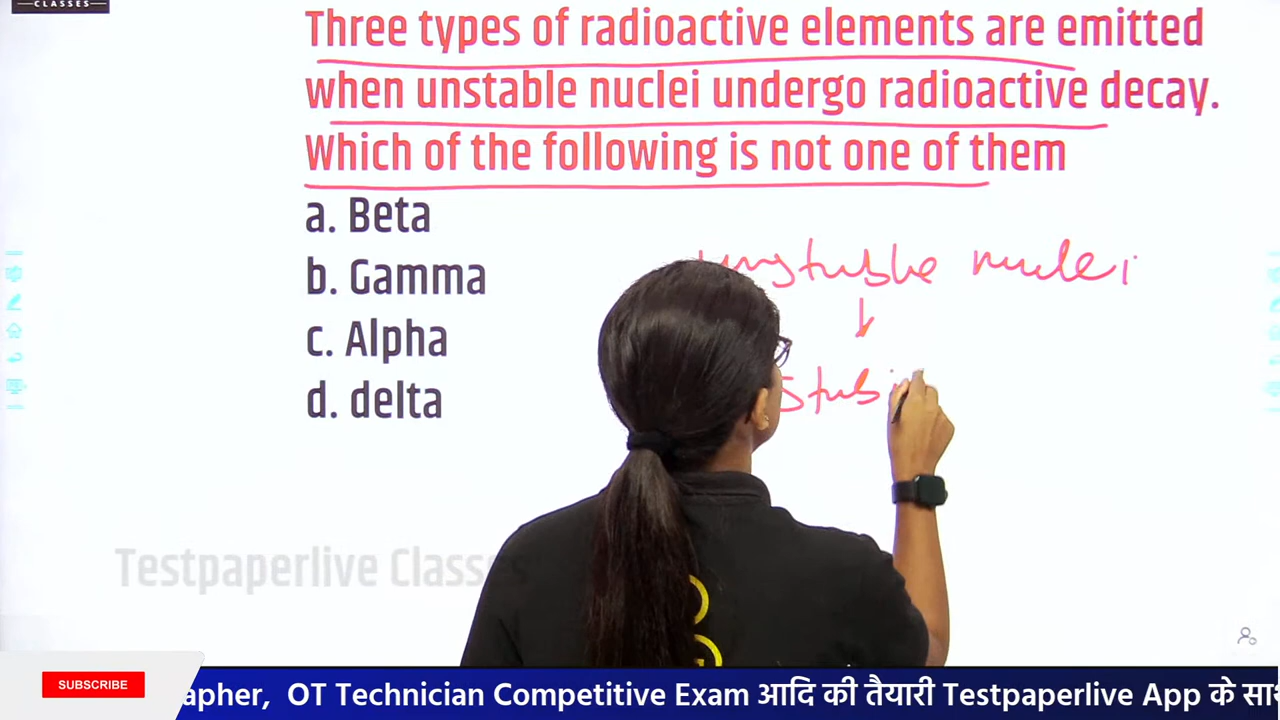 CLASSES
Three types of radioactive elements are emitted
when unstable nuclei undergo radioactive decay.
Which of the following is not one of them
a. Beta
b. Gamma
c. Alpha
d. delta
nuclei
Testpaperlive Classes
SUBSCRIBE
apher, OT Technician Competitive Exam आदि की तैयारी Testpaperlive App के साथ